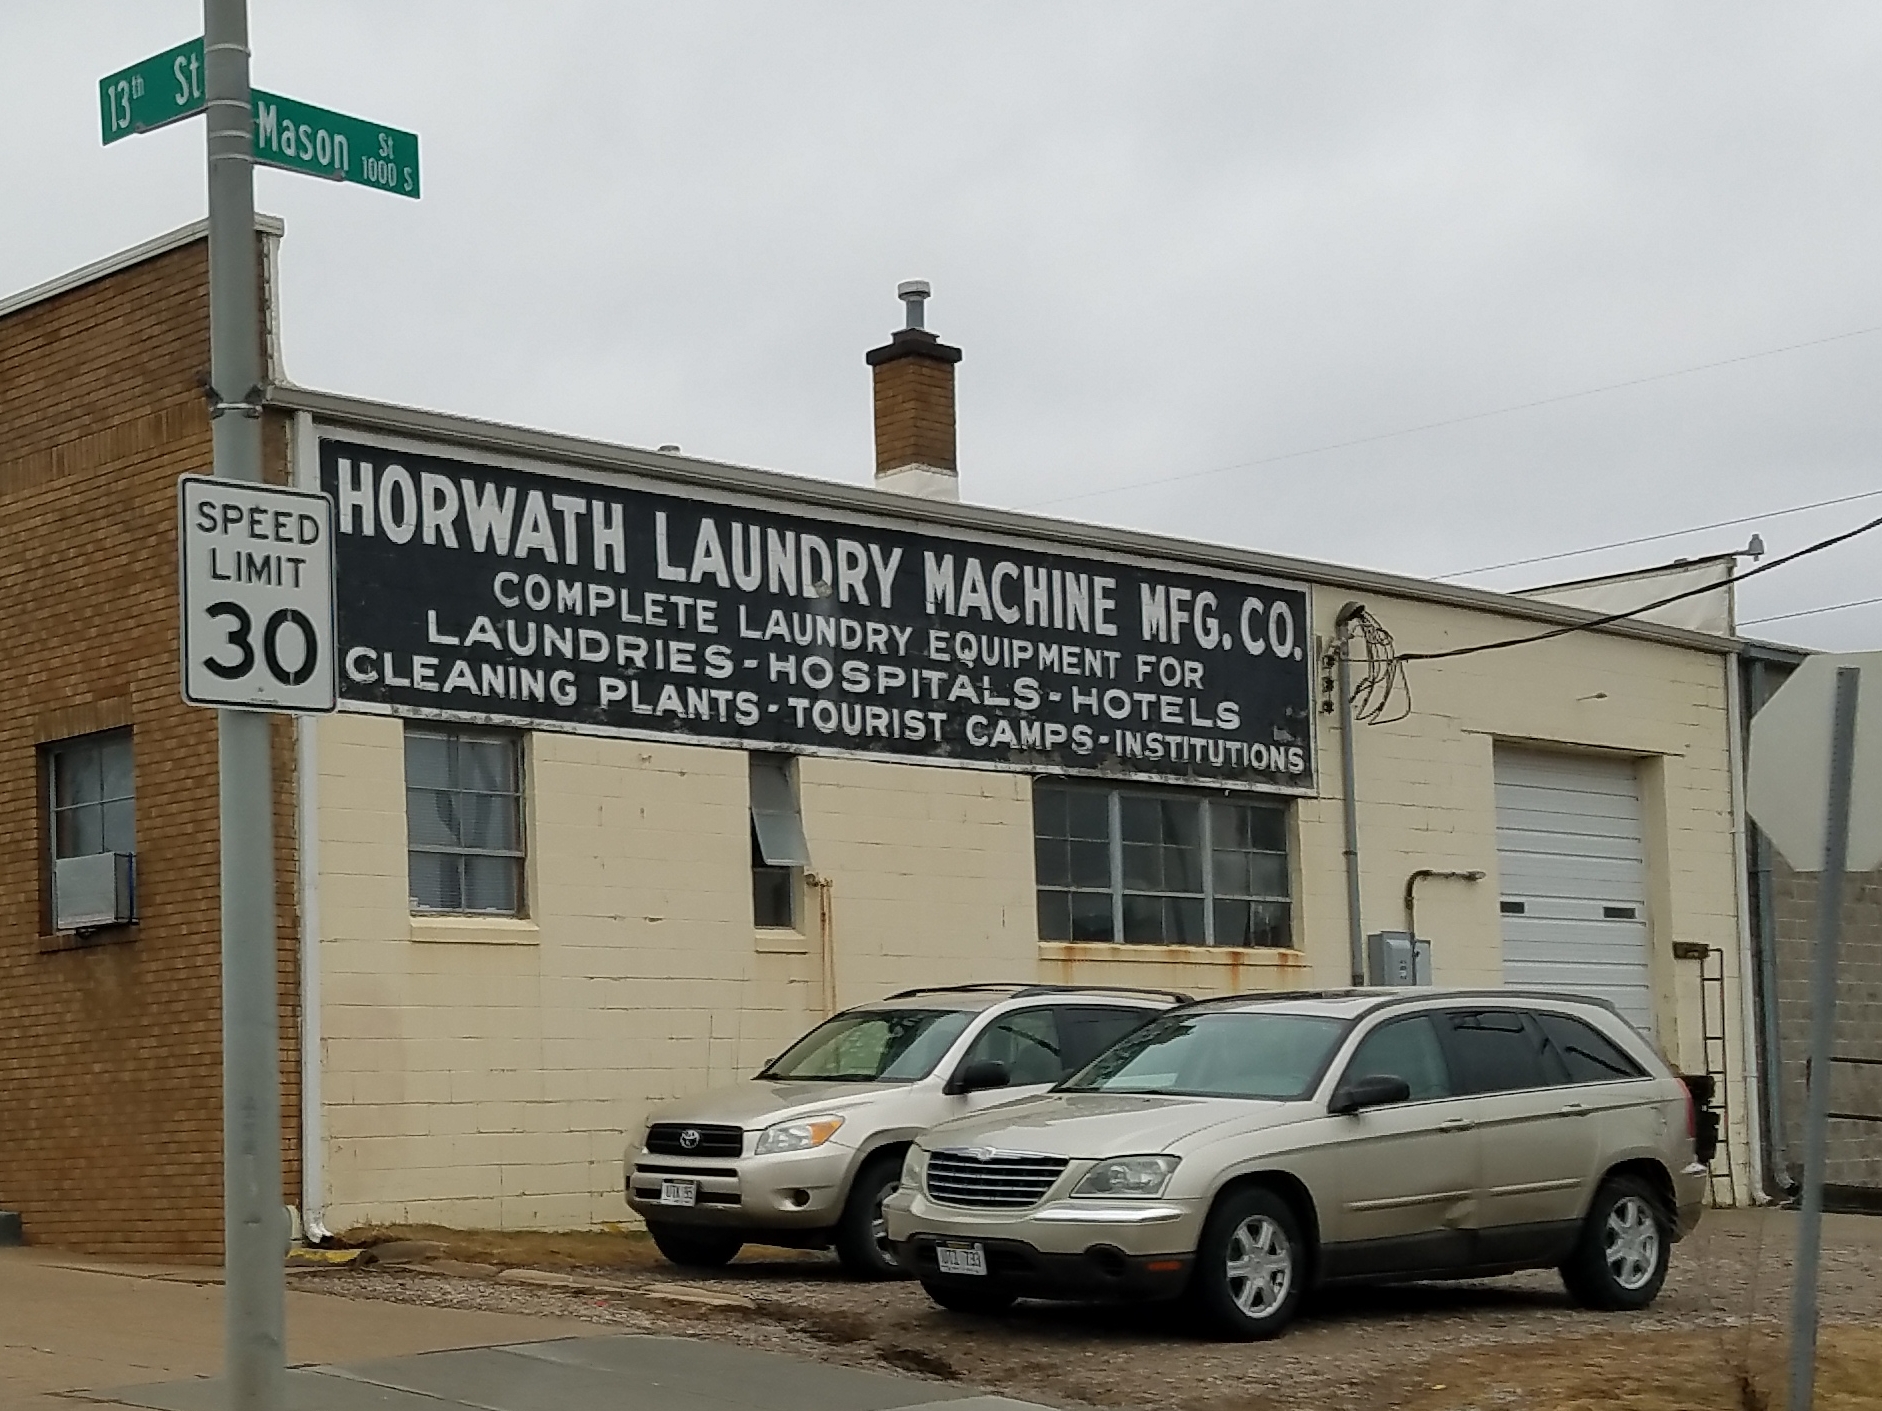 13th St
Mason St
1000 S
SPEED
LIMIT
30
HORWATH LAUNDRY MACHINE MFG. CO.
COMPLETE LAUNDRY EQUIPMENT FOR
LAUNDRIES - HOSPITALS - HOTELS
CLEANING PLANTS - TOURIST CAMPS - INSTITUTIONS